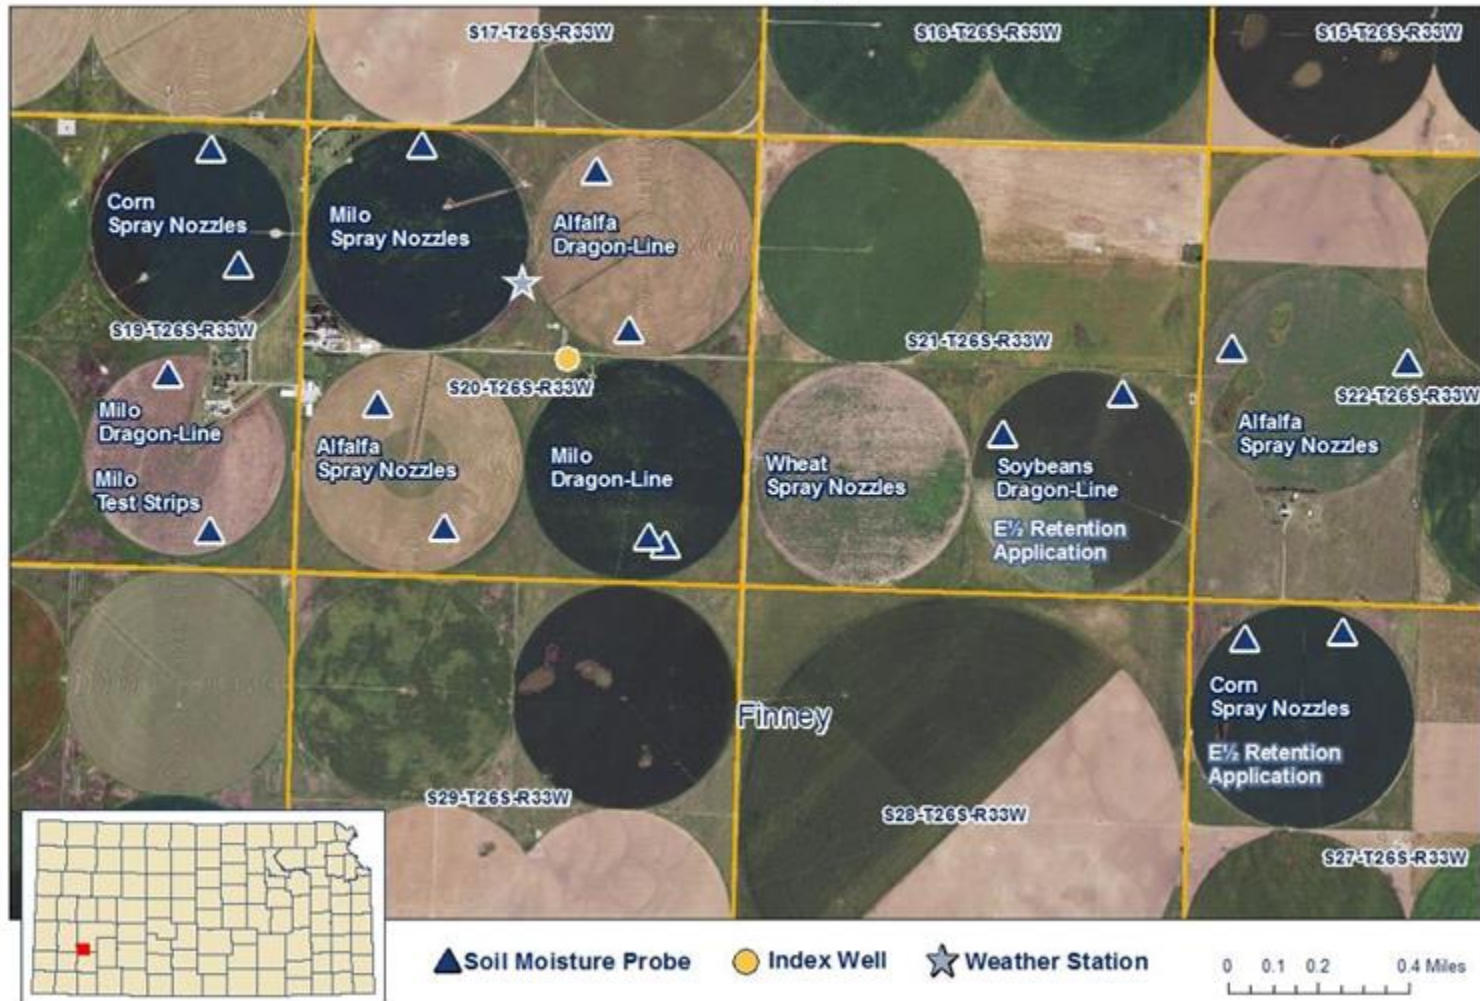 S17-T26S-R33W
S16-T26S-R33W
S15-T26S-R33W
Corn
Spray Nozzles
Milo
Spray Nozzles
Alfalfa
Dragon-Line
S19-T26S-R33W
S20-T26S-R33W
S21-T26S-R33W
S22-T26S-R33W
Milo
Dragon-Line
Milo
Test Strips
Alfalfa
Spray Nozzles
Milo
Dragon-Line
Wheat
Spray Nozzles
Soybeans
Dragon-Line
E½ Retention
Application
Alfalfa
Spray Nozzles
Finney
Corn
Spray Nozzles
E½ Retention
Application
S29-T26S-R33W
S28-T26S-R33W
S27-T26S-R33W
Soil Moisture Probe
Index Well
Weather Station
0 0.1 0.2 0.4 Miles